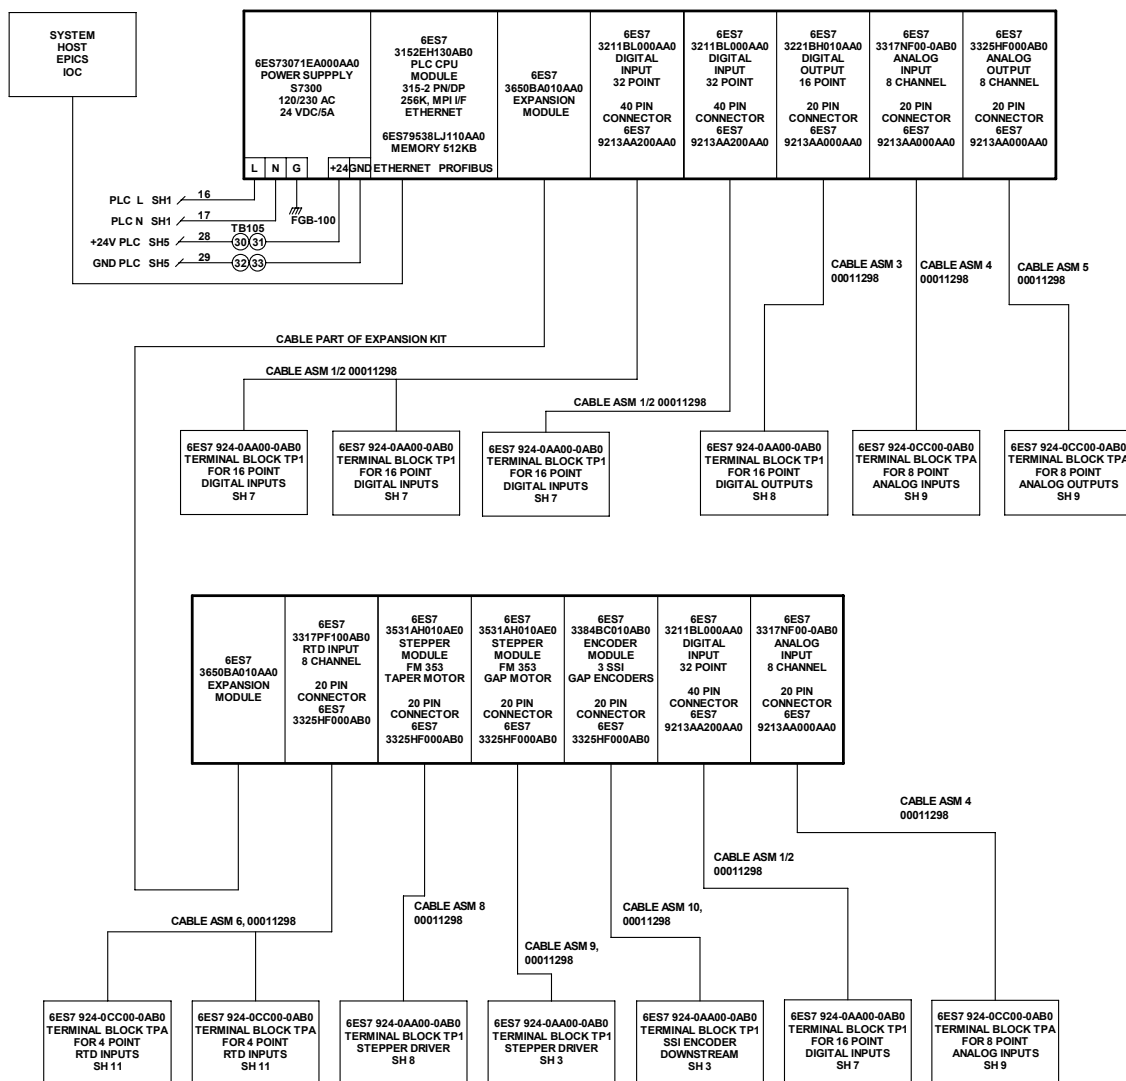 SYSTEM
HOST
EPICS
IOC
6ES73071EA000AA0
POWER SUPPPLY
S7300
120/230 AC
24 VDC/5A
L N G +24 GND
6ES7
3152EH130AB0
PLC CPU
MODULE
315-2 PN/DP
256K, MPI I/F
ETHERNET
6ES79538LJ110AA0
MEMORY 512KB
ETHERNET PROFIBUS
6ES7
3650BA010AA0
EXPANSION
MODULE
6ES7
3211BL000AA0
DIGITAL
INPUT
32 POINT
40 PIN
CONNECTOR
6ES7
9213AA200AA0
6ES7
3211BL000AA0
DIGITAL
INPUT
32 POINT
40 PIN
CONNECTOR
6ES7
9213AA200AA0
6ES7
3221BH010AA0
DIGITAL
OUTPUT
16 POINT
20 PIN
CONNECTOR
6ES7
9213AA000AA0
6ES7
3317NF00-0AB0
ANALOG
INPUT
8 CHANNEL
20 PIN
CONNECTOR
6ES7
9213AA000AA0
6ES7
3325HF000AB0
ANALOG
OUTPUT
8 CHANNEL
20 PIN
CONNECTOR
6ES7
9213AA000AA0
PLC L SH1 16
PLC N SH1 17
FGB-100
TB105
+24V PLC SH5 28 30 31
GND PLC SH5 29 32 33
CABLE ASM 3
00011298
CABLE ASM 4
00011298
CABLE ASM 5
00011298
CABLE PART OF EXPANSION KIT
CABLE ASM 1/2 00011298
CABLE ASM 1/2 00011298
6ES7 924-0AA00-0AB0
TERMINAL BLOCK TP1
FOR 16 POINT
DIGITAL INPUTS
SH 7
6ES7 924-0AA00-0AB0
TERMINAL BLOCK TP1
FOR 16 POINT
DIGITAL INPUTS
SH 7
6ES7 924-0AA00-0AB0
TERMINAL BLOCK TP1
FOR 16 POINT
DIGITAL INPUTS
SH 7
6ES7 924-0AA00-0AB0
TERMINAL BLOCK TP1
FOR 16 POINT
DIGITAL OUTPUTS
SH 8
6ES7 924-0CC00-0AB0
TERMINAL BLOCK TPA
FOR 8 POINT
ANALOG INPUTS
SH 9
6ES7 924-0CC00-0AB0
TERMINAL BLOCK TPA
FOR 8 POINT
ANALOG OUTPUTS
SH 9
6ES7
3650BA010AA0
EXPANSION
MODULE
6ES7
3317PF100AB0
RTD INPUT
8 CHANNEL
20 PIN
CONNECTOR
6ES7
3325HF000AB0
6ES7
3531AH010AE0
STEPPER
MODULE
FM 353
TAPER MOTOR
20 PIN
CONNECTOR
6ES7
3325HF000AB0
6ES7
3531AH010AE0
STEPPER
MODULE
FM 353
GAP MOTOR
20 PIN
CONNECTOR
6ES7
3325HF000AB0
6ES7
3384BC010AB0
ENCODER
MODULE
3 SSI
GAP ENCODERS
20 PIN
CONNECTOR
6ES7
3325HF000AB0
6ES7
3211BL000AA0
DIGITAL
INPUT
32 POINT
40 PIN
CONNECTOR
6ES7
9213AA200AA0
6ES7
3317NF00-0AB0
ANALOG
INPUT
8 CHANNEL
20 PIN
CONNECTOR
6ES7
9213AA000AA0
CABLE ASM 4
00011298
CABLE ASM 1/2
00011298
CABLE ASM 6, 00011298
CABLE ASM 8
00011298
CABLE ASM 10,
00011298
CABLE ASM 9,
00011298
6ES7 924-0CC00-0AB0
TERMINAL BLOCK TPA
FOR 4 POINT
RTD INPUTS
SH 11
6ES7 924-0CC00-0AB0
TERMINAL BLOCK TPA
FOR 4 POINT
RTD INPUTS
SH 11
6ES7 924-0AA00-0AB0
TERMINAL BLOCK TP1
STEPPER DRIVER
SH 8
6ES7 924-0AA00-0AB0
TERMINAL BLOCK TP1
STEPPER DRIVER
SH 3
6ES7 924-0AA00-0AB0
TERMINAL BLOCK TP1
SSI ENCODER
DOWNSTREAM
SH 3
6ES7 924-0AA00-0AB0
TERMINAL BLOCK TP1
FOR 16 POINT
DIGITAL INPUTS
SH 7
6ES7 924-0CC00-0AB0
TERMINAL BLOCK TPA
FOR 8 POINT
ANALOG INPUTS
SH 9